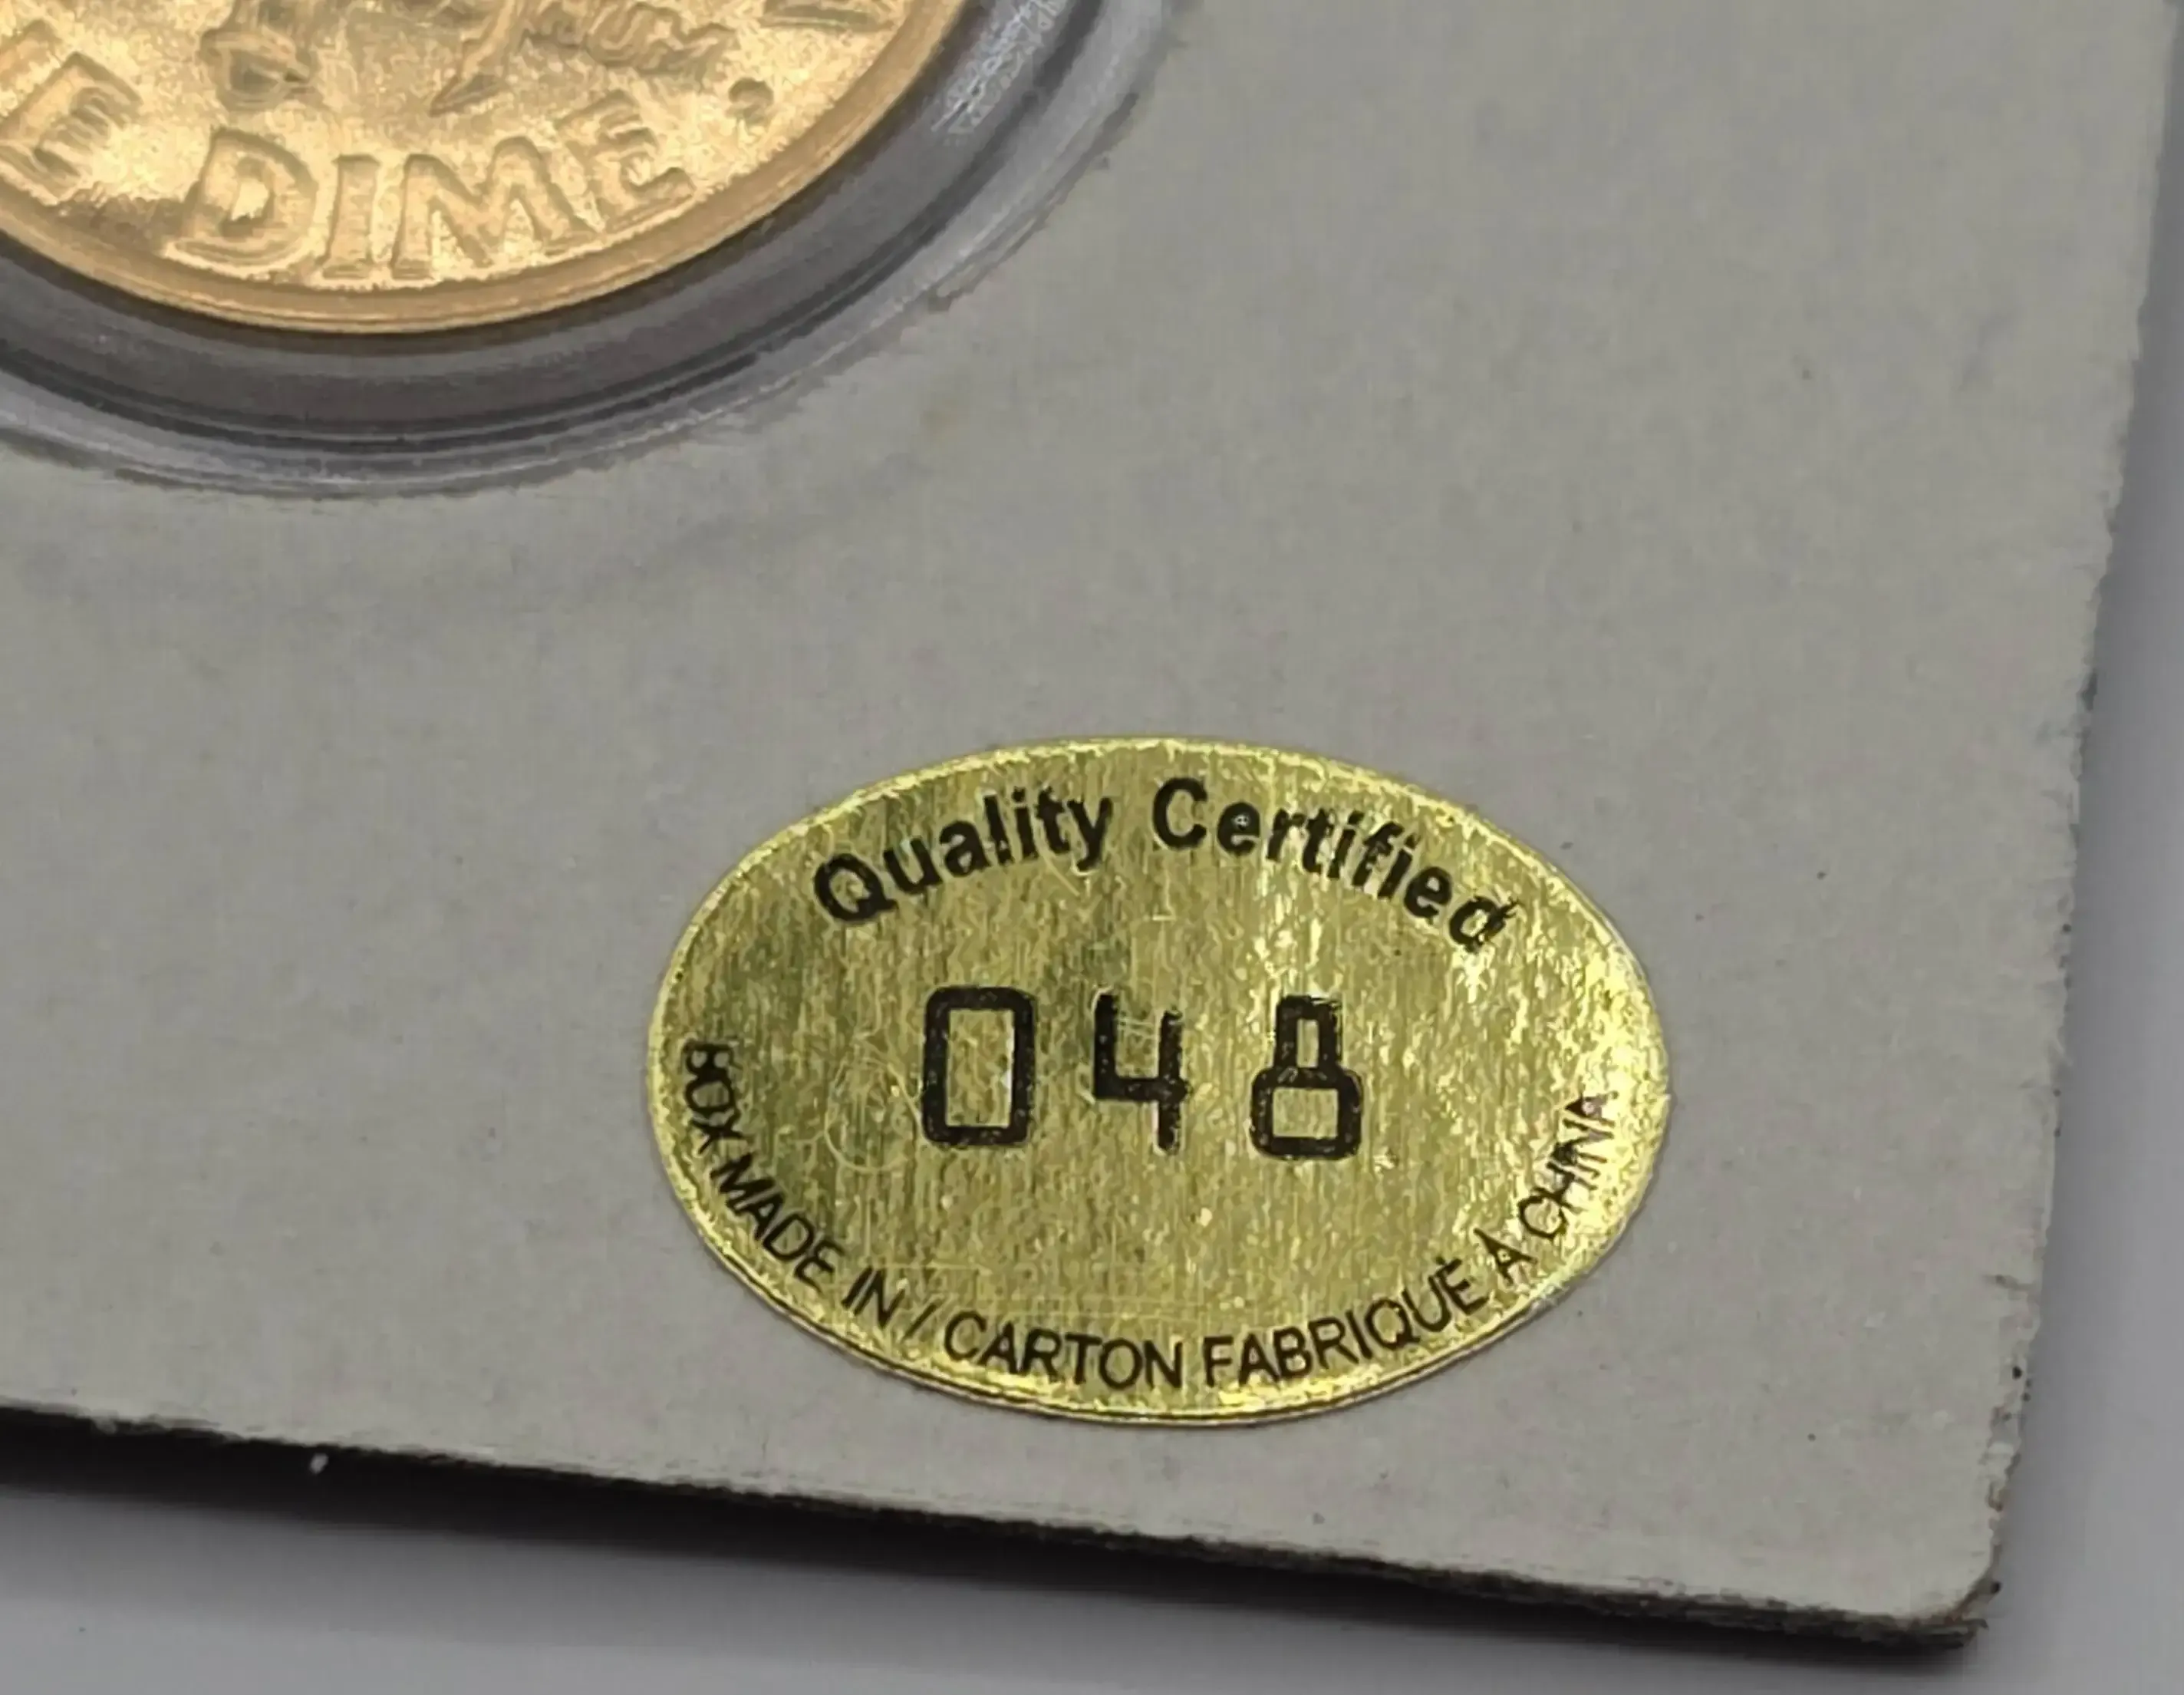 DIME
Quality Certified
048
BOX MADE IN / CARTON FABRIQUÉ A CHINA